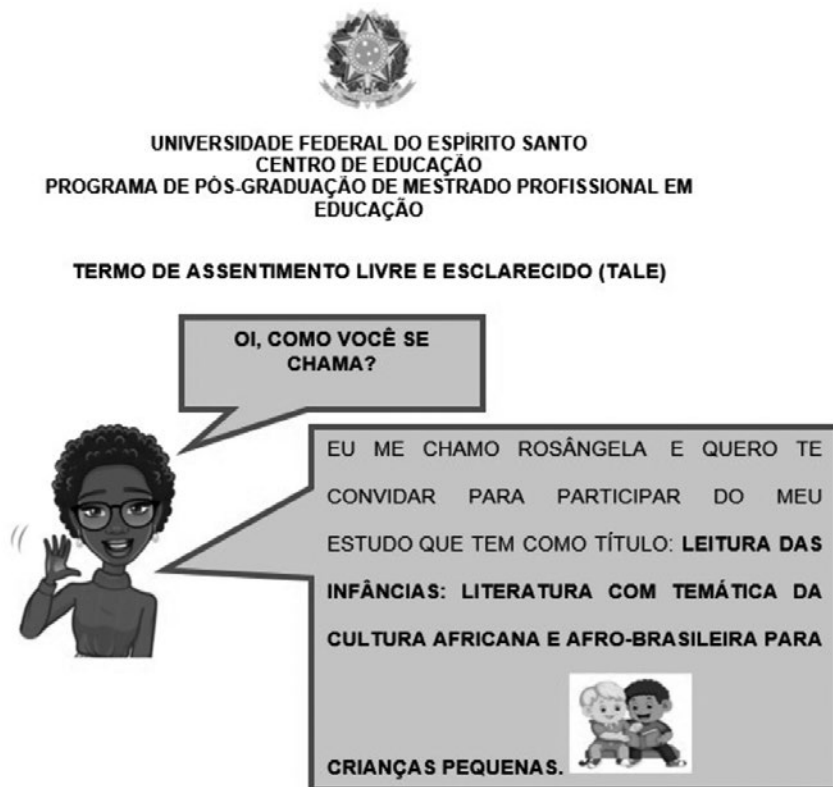 UNIVERSIDADE FEDERAL DO ESPÍRITO SANTO
CENTRO DE EDUCAÇÃO
PROGRAMA DE PÓS-GRADUAÇÃO DE MESTRADO PROFISSIONAL EM
EDUCAÇÃO
TERMO DE ASSENTIMENTO LIVRE E ESCLARECIDO (TALE)
OI, COMO VOCÊ SE
CHAMA?
EU ME CHAMO ROSÂNGELA E QUERO TE
CONVIDAR PARA PARTICIPAR DO MEU
ESTUDO QUE TEM COMO TÍTULO: LEITURA DAS
INFÂNCIAS: LITERATURA COM TEMÁTICA DA
CULTURA AFRICANA E AFRO-BRASILEIRA PARA
CRIANÇAS PEQUENAS.